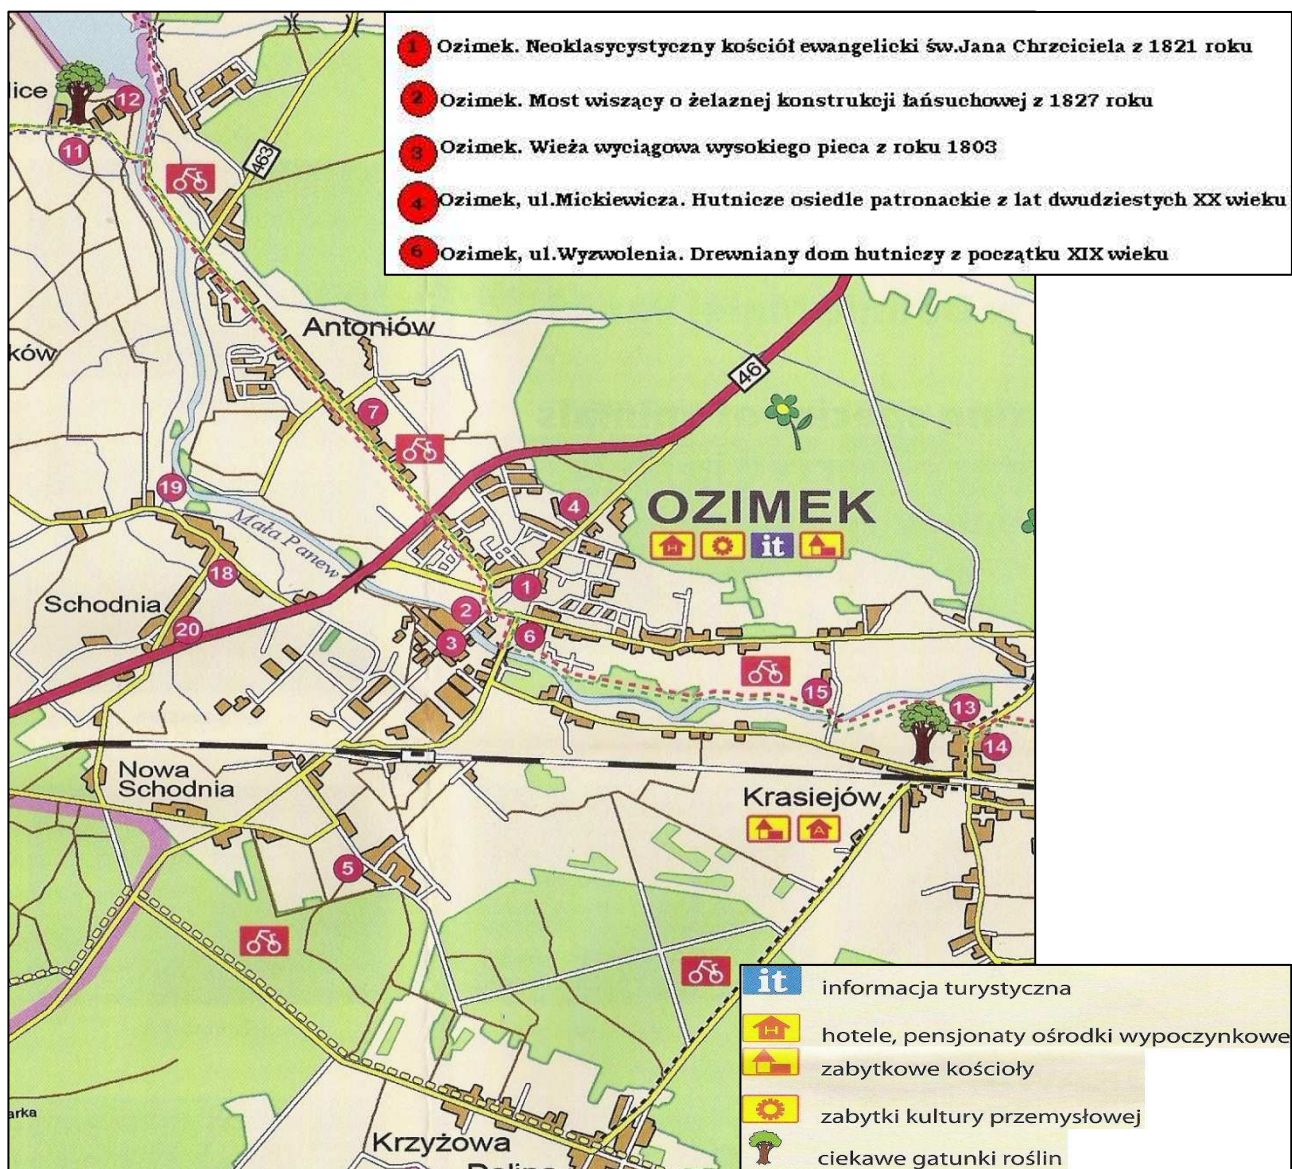 1 Ozimek. Neoklasycystyczny kościół ewangelicki św.Jana Chrzciciela z 1821 roku
2 Ozimek. Most wiszący o żelaznej konstrukcji łańsuchowej z 1827 roku
3 Ozimek. Wieża wyciągowa wysokiego pieca z roku 1803
4 Ozimek, ul.Mickiewicza. Hutnicze osiedle patronackie z lat dwudziestych XX wieku
6 Ozimek, ul.Wyzwolenia. Drewniany dom hutniczy z początku XIX wieku
lice
12
11
463
Antoniów
ków
46
7
19
4
OZIMEK
H
it
Mała Panew
18
1
Schodnia
2
20
3
6
15
13
14
Nowa
Schodnia
Krasiejów
A
5
arka
Krzyżowa
Dolina
it informacja turystyczna
H hotele, pensjonaty ośrodki wypoczynkowe
zabytkowe kościoły
zabytki kultury przemysłowej
ciekawe gatunki roślin